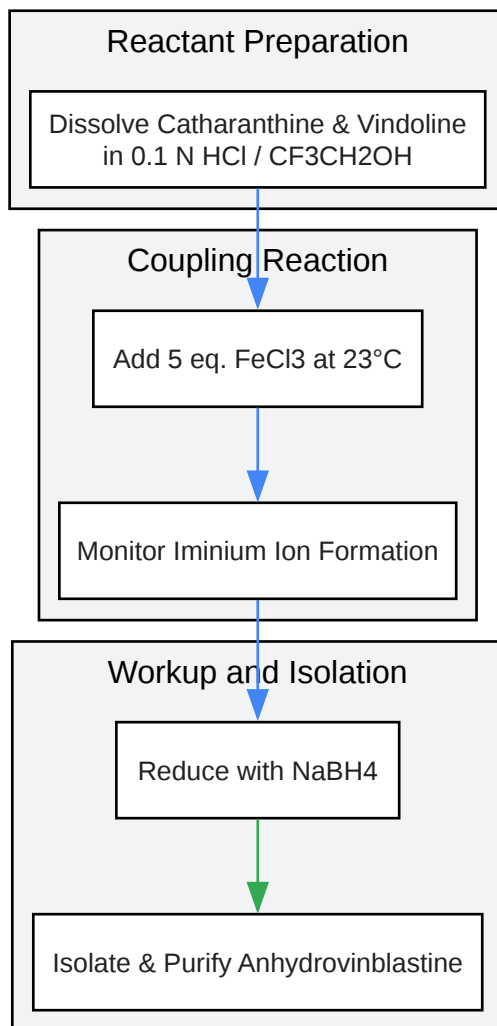 Reactant Preparation
Dissolve Catharanthine & Vindoline
in 0.1 N HCl / CF3CH2OH
Coupling Reaction
Add 5 eq. FeCl3 at 23°C
Monitor Iminium Ion Formation
Workup and Isolation
Reduce with NaBH4
Isolate & Purify Anhydrovinblastine